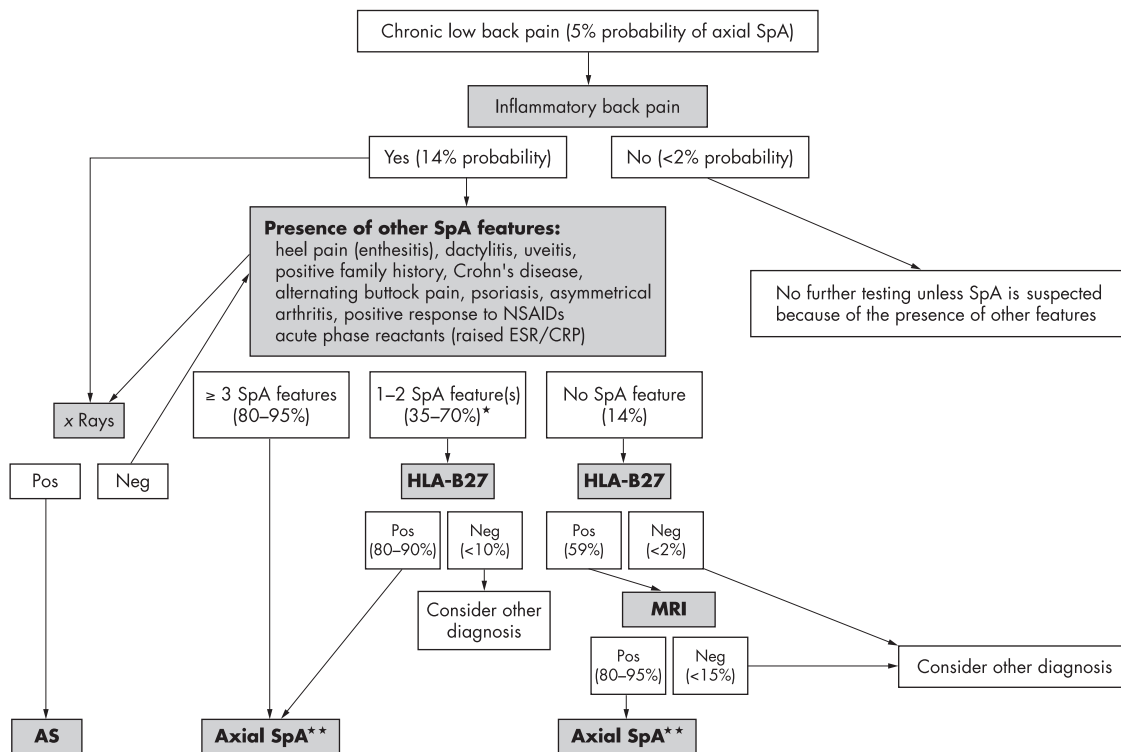 Chronic low back pain (5% probability of axial SpA)
Inflammatory back pain
Yes (14% probability)
No (<2% probability)
Presence of other SpA features:
heel pain (enthesitis), dactylitis, uveitis,
positive family history, Crohn's disease,
alternating buttock pain, psoriasis, asymmetrical
arthritis, positive response to NSAIDs
acute phase reactants (raised ESR/CRP)
No further testing unless SpA is suspected
because of the presence of other features
x Rays
≥ 3 SpA features
(80–95%)
1–2 SpA feature(s)
(35–70%)★
No SpA feature
(14%)
Pos
Neg
HLA-B27
HLA-B27
Pos
(80–90%)
Neg
(<10%)
Pos
(59%)
Neg
(<2%)
Consider other
diagnosis
MRI
Pos
(80–95%)
Neg
(<15%)
Consider other diagnosis
AS
Axial SpA★★
Axial SpA★★